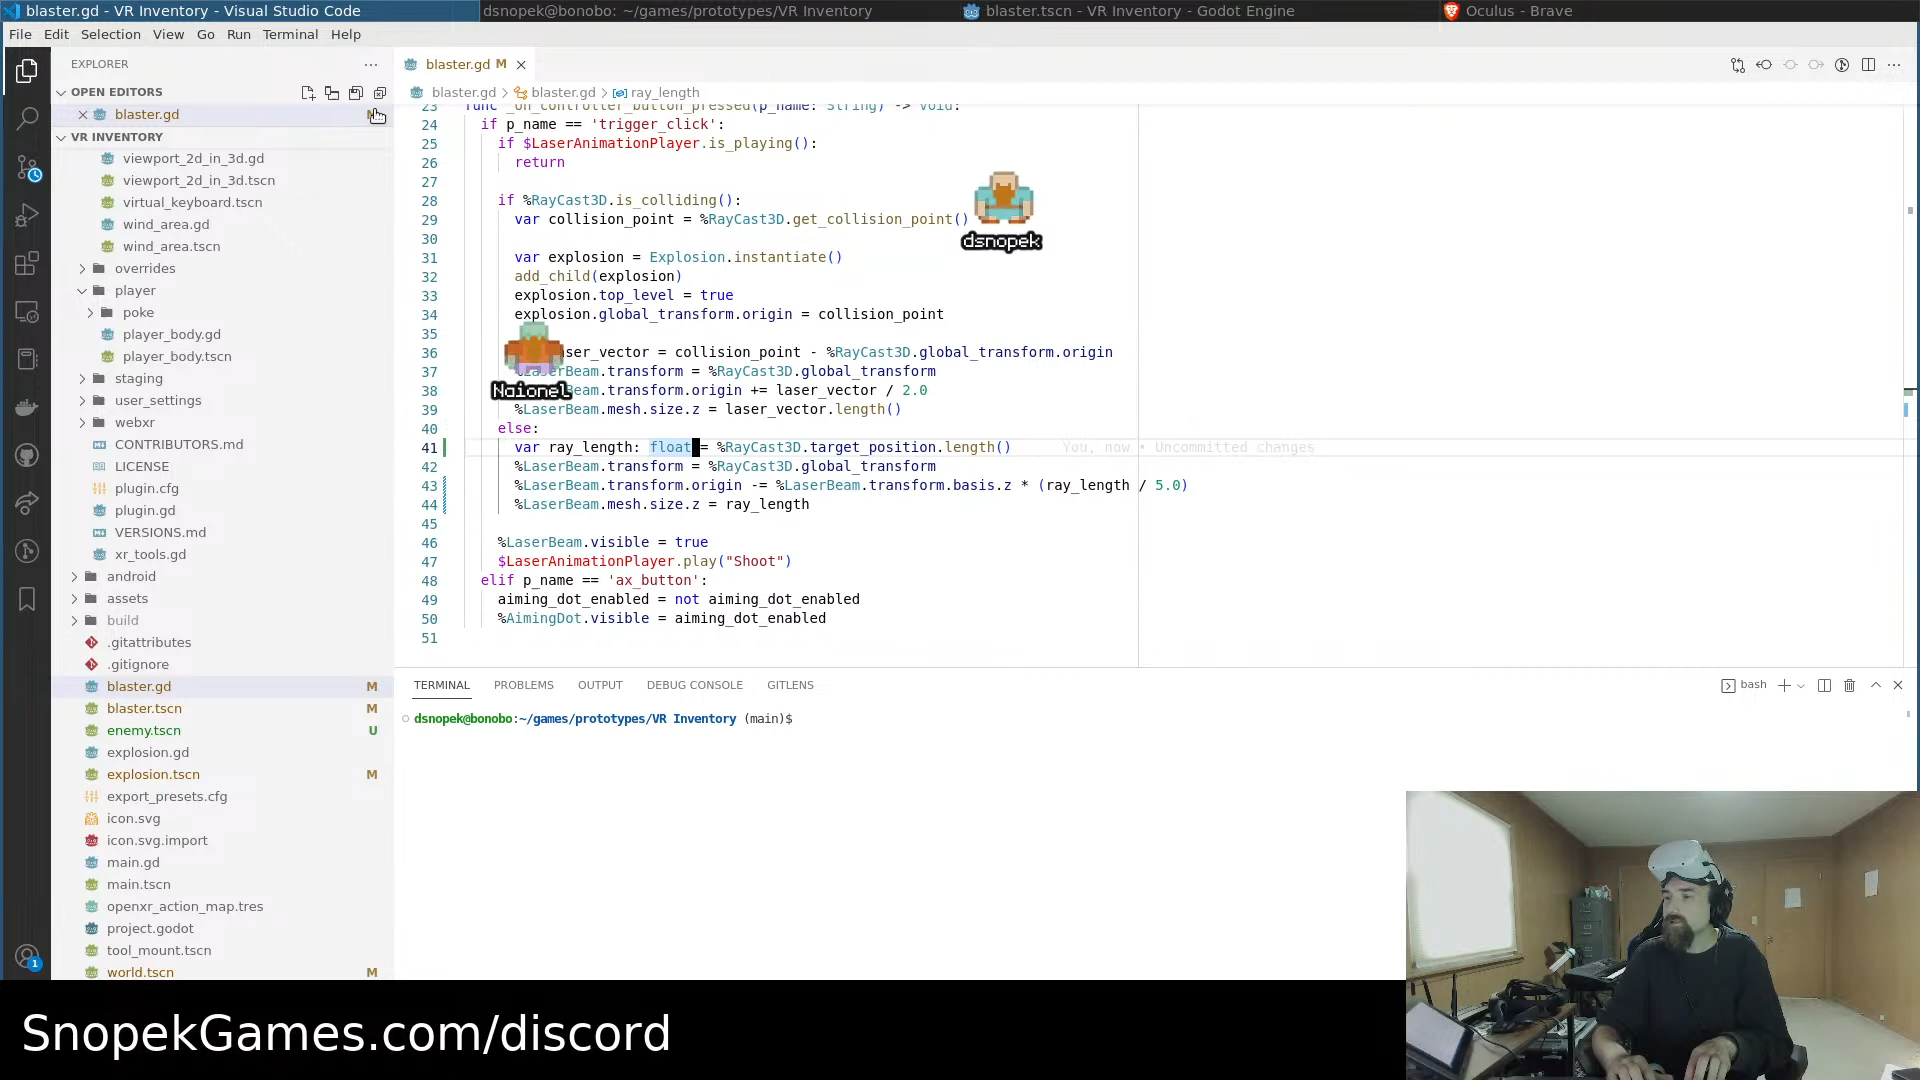 blaster.gd - VR Inventory - Visual Studio Code
dsnopek@bonobo: ~/games/prototypes/VR Inventory
blaster.tscn - VR Inventory - Godot Engine
Oculus - Brave
File Edit Selection View Go Run Terminal Help
EXPLORER
OPEN EDITORS
blaster.gd
VR INVENTORY
viewport_2d_in_3d.gd
viewport_2d_in_3d.tscn
virtual_keyboard.tscn
wind_area.gd
wind_area.tscn
overrides
player
poke
player_body.gd
player_body.tscn
staging
user_settings
webxr
CONTRIBUTORS.md
LICENSE
plugin.cfg
plugin.gd
VERSIONS.md
xr_tools.gd
android
assets
build
.gitattributes
.gitignore
blaster.gd M
blaster.tscn M
enemy.tscn U
explosion.gd
explosion.tscn M
export_presets.cfg
icon.svg
icon.svg.import
main.gd
main.tscn
openxr_action_map.tres
project.godot
tool_mount.tscn
world.tscn M
1
blaster.gd M
blaster.gd > blaster.gd > ray_length
23 func _on_controller_button_pressed(p_name: String) -> void:
24 if p_name == 'trigger_click':
25 if $LaserAnimationPlayer.is_playing():
26 return
27
28 if %RayCast3D.is_colliding():
29 var collision_point = %RayCast3D.get_collision_point()
30
31 var explosion = Explosion.instantiate()
32 add_child(explosion)
33 explosion.top_level = true
34 explosion.global_transform.origin = collision_point
35
36 ser_vector = collision_point - %RayCast3D.global_transform.origin
37 %LaserBeam.transform = %RayCast3D.global_transform
38 Beam.transform.origin += laser_vector / 2.0
39 %LaserBeam.mesh.size.z = laser_vector.length()
40 else:
41 var ray_length: float = %RayCast3D.target_position.length() You, now • Uncommitted changes
42 %LaserBeam.transform = %RayCast3D.global_transform
43 %LaserBeam.transform.origin -= %LaserBeam.transform.basis.z * (ray_length / 5.0)
44 %LaserBeam.mesh.size.z = ray_length
45
46 %LaserBeam.visible = true
47 $LaserAnimationPlayer.play("Shoot")
48 elif p_name == 'ax_button':
49 aiming_dot_enabled = not aiming_dot_enabled
50 %AimingDot.visible = aiming_dot_enabled
51
dsnopek
Naionel
TERMINAL PROBLEMS OUTPUT DEBUG CONSOLE GITLENS
bash
dsnopek@bonobo:~/games/prototypes/VR Inventory (main)$
SnopekGames.com/discord